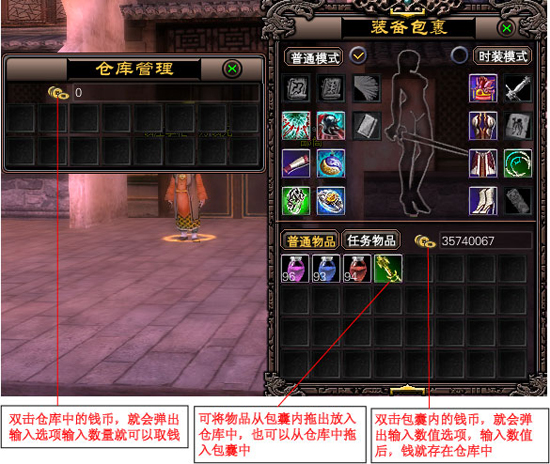 装备包裹
普通模式
时装模式
仓库管理
0
普通物品
任务物品
35740067
96
93
94
双击仓库中的钱币，就会弹出
输入选项输入数量就可以取钱
可将物品从包囊内拖出放入
仓库中，也可以从仓库中拖
入包囊中
双击包囊内的钱币，就会弹
出输入数值选项，输入数值
后，钱就存在仓库中